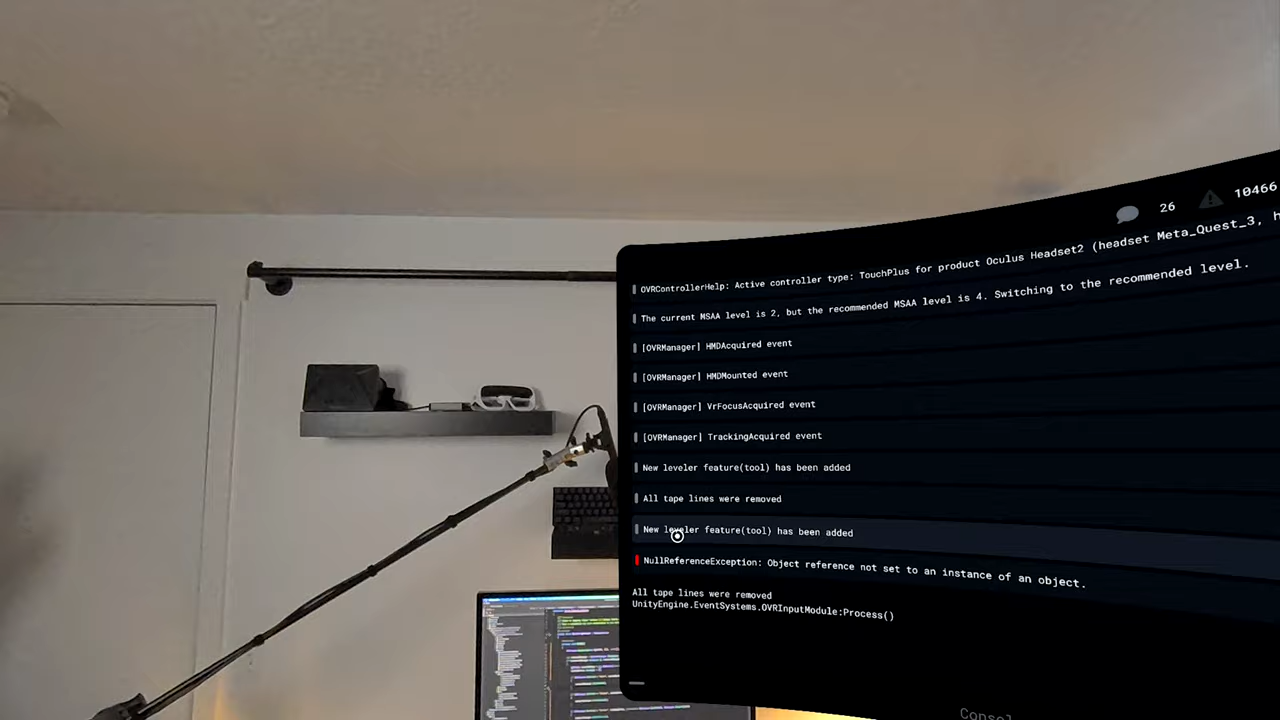 26 10466
OVRControllerHelp: Active controller type: TouchPlus for product Oculus Headset2 (headset Meta_Quest_3, h
The current MSAA level is 2, but the recommended MSAA level is 4. Switching to the recommended level.
[OVRManager] HMDAcquired event
[OVRManager] HMDMounted event
[OVRManager] VrFocusAcquired event
[OVRManager] TrackingAcquired event
New leveler feature(tool) has been added
All tape lines were removed
New leveler feature(tool) has been added
NullReferenceException: Object reference not set to an instance of an object.
All tape lines were removed
UnityEngine.EventSystems.OVRInputModule:Process()
Consol